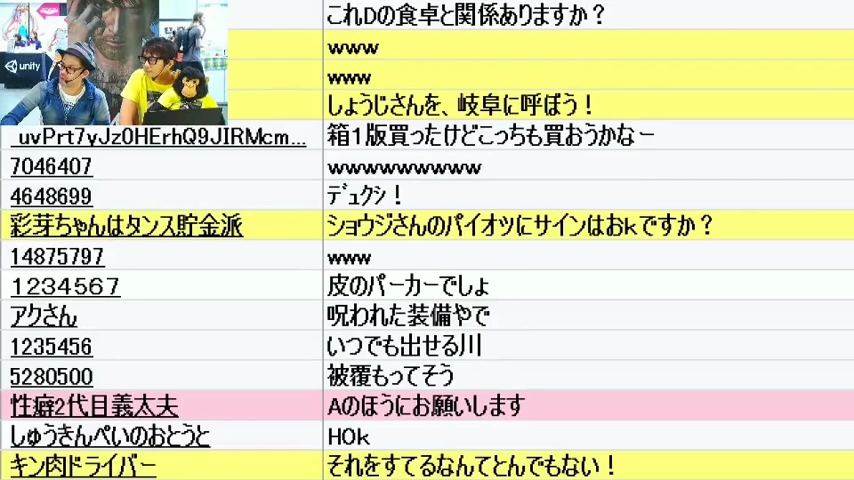 これDの食卓と関係ありますか？
www
www
unity
しょうじさんを、岐阜に呼ぼう！
_uvPrt7yJz0HErhQ9JIRMcm... 箱1版買ったけどこっちも買おうかなー
7046407 wwwwwwwww
4648699 ﾃﾞｭｸｼ！
彩芽ちゃんはタンス貯金派 ショウジさんのパイオツにサインはおkですか？
14875797 www
１２３４５６７ 皮のパーカーでしょ
アクさん 呪われた装備やで
1235456 いつでも出せる川
5280500 被覆もってそう
性癖2代目義太夫 Aのほうにお願いします
しゅうきんぺいのおとうと HOk
キン肉ドライバー それをすてるなんてとんでもない！